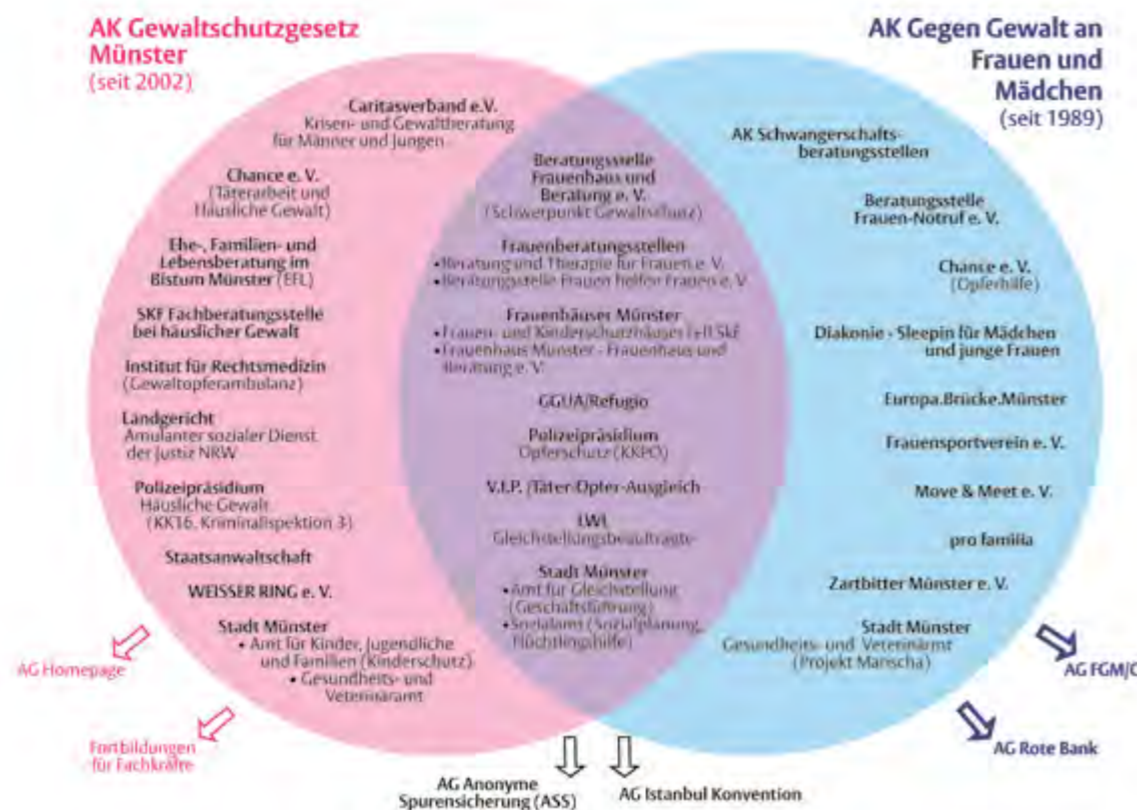 AK Gewaltschutzgesetz
Münster
(seit 2002)
AK Gegen Gewalt an
Frauen und
Mädchen
(seit 1989)
Caritasverband e.V.
Krisen- und Gewaltberatung
für Männer und Jungen
Chance e. V.
(Täterarbeit und
Häusliche Gewalt)
Ehe-, Familien- und
Lebensberatung im
Bistum Münster (EFL)
SKF Fachberatungsstelle
bei häuslicher Gewalt
Institut für Rechtsmedizin
(Gewaltopferambulanz)
Landgericht
Amulanter sozialer Dienst
der Justiz NRW
Polizeipräsidium
Häusliche Gewalt
(KK16, Kriminalispektion 3)
Staatsanwaltschaft
WEISSER RING e. V.
Stadt Münster
• Amt für Kinder, Jugendliche
und Familien (Kinderschutz)
• Gesundheits- und
Veterinäramt
Beratungsstelle
Frauenhaus und
Beratung e. V.
(Schwerpunkt Gewaltschutz)
Frauenberatungsstellen
• Beratung und Therapie für Frauen e. V.
• Beratungsstelle Frauen helfen Frauen e. V
Frauenhäuser Münster
• Frauen- und Kinderschutzhäuser SkF
• Frauenhaus Münster - Frauenhaus und
Beratung e. V.
GGUA/Refugio
Polizeipräsidium
Opferschutz (KKPO)
V.I.P. /Täter-Opfer-Ausgleich
LWL
Gleichstellungsbeauftragte
Stadt Münster
• Amt für Gleichstellung
(Geschäftsführung)
• Sozialamt (Sozialplanung,
Flüchtlingshilfe)
AK Schwangerschafts-
beratungsstellen
Beratungsstelle
Frauen-Notruf e. V.
Chance e. V.
(Opferhilfe)
Diakonie - Sleepin für Mädchen
und junge Frauen
Europa.Brücke.Münster
Frauensportverein e. V.
Move & Meet e. V.
pro familia
Zartbitter Münster e. V.
Stadt Münster
Gesundheits- und Veterinäramt
(Projekt Marischa)
AG Homepage
Fortbildungen
für Fachkräfte
AG Anonyme
Spurensicherung (ASS)
AG Istanbul Konvention
AG Rote Bank
AG FGM/C